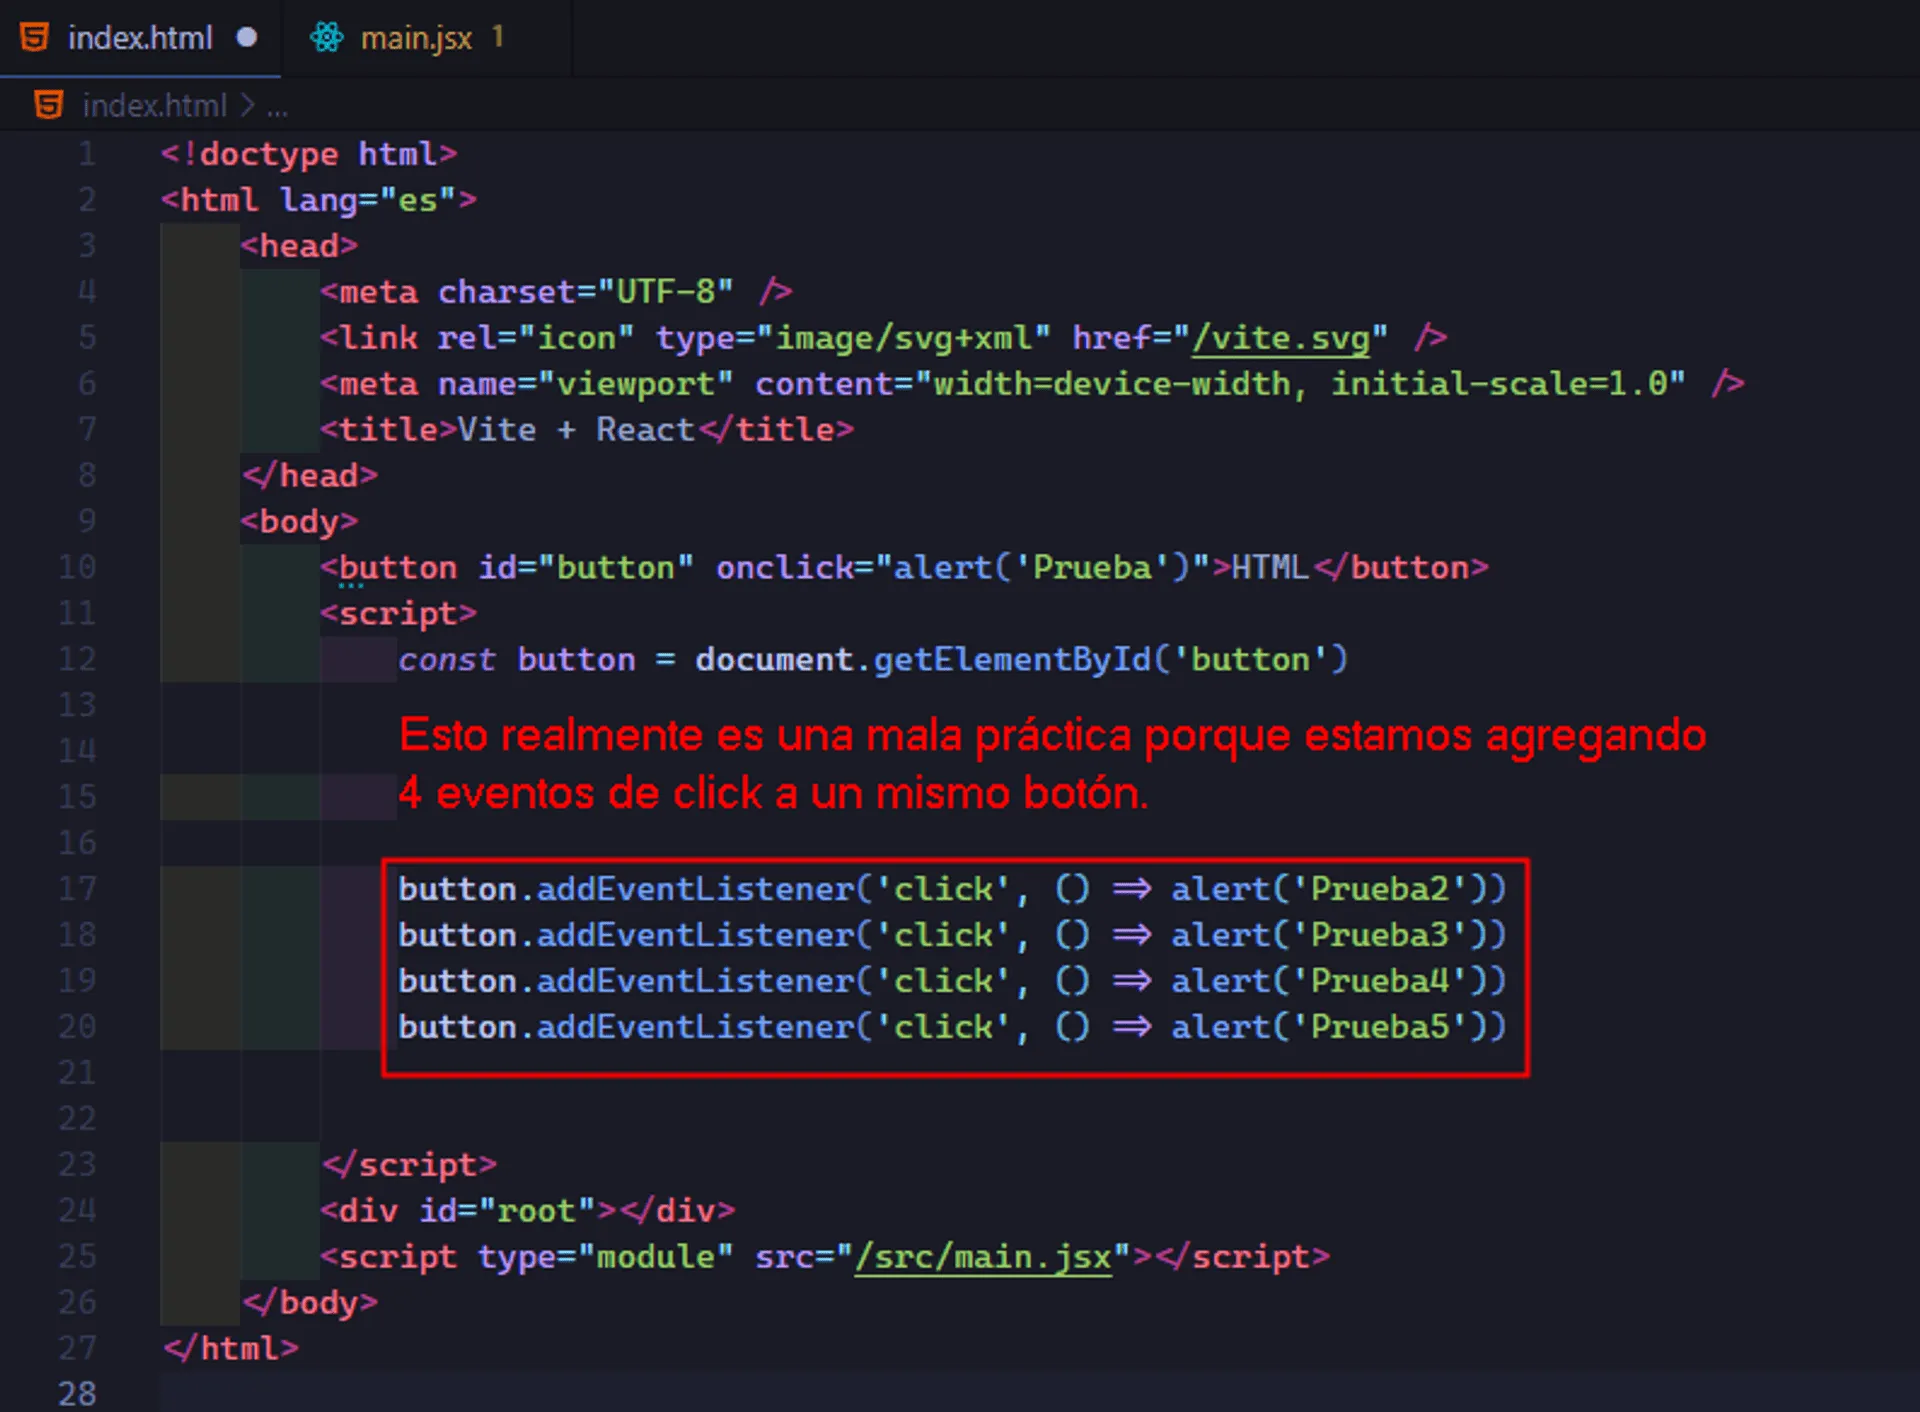 index.html
main.jsx 1
index.html > ...
1 <!doctype html>
2 <html lang="es">
3 <head>
4 <meta charset="UTF-8" />
5 <link rel="icon" type="image/svg+xml" href="/vite.svg" />
6 <meta name="viewport" content="width=device-width, initial-scale=1.0" />
7 <title>Vite + React</title>
8 </head>
9 <body>
10 <button id="button" onclick="alert('Prueba')">HTML</button>
11 <script>
12 const button = document.getElementById('button')
13
Esto realmente es una mala práctica porque estamos agregando
14
15
4 eventos de click a un mismo botón.
16
17 button.addEventListener('click', () => alert('Prueba2'))
18 button.addEventListener('click', () => alert('Prueba3'))
19 button.addEventListener('click', () => alert('Prueba4'))
20 button.addEventListener('click', () => alert('Prueba5'))
21
22
23 </script>
24 <div id="root"></div>
25 <script type="module" src="/src/main.jsx"></script>
26 </body>
27 </html>
28